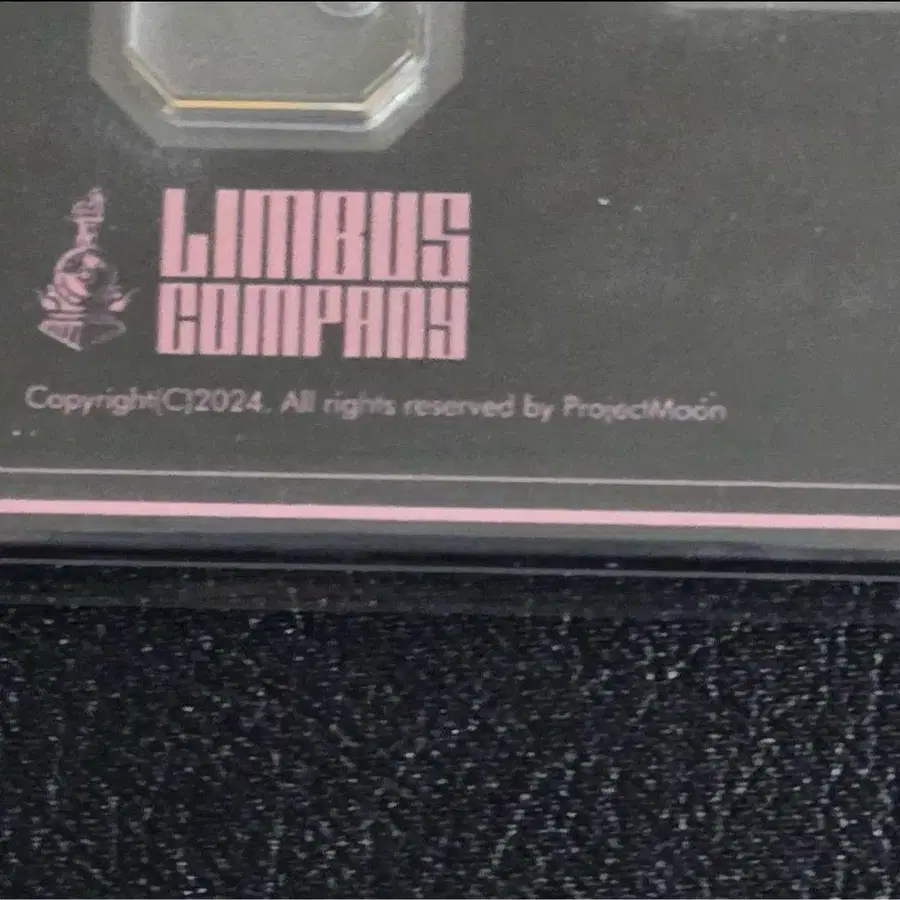 LIMBUS
COMPANY
Copyright(C)2024. All rights reserved by ProjectMoon